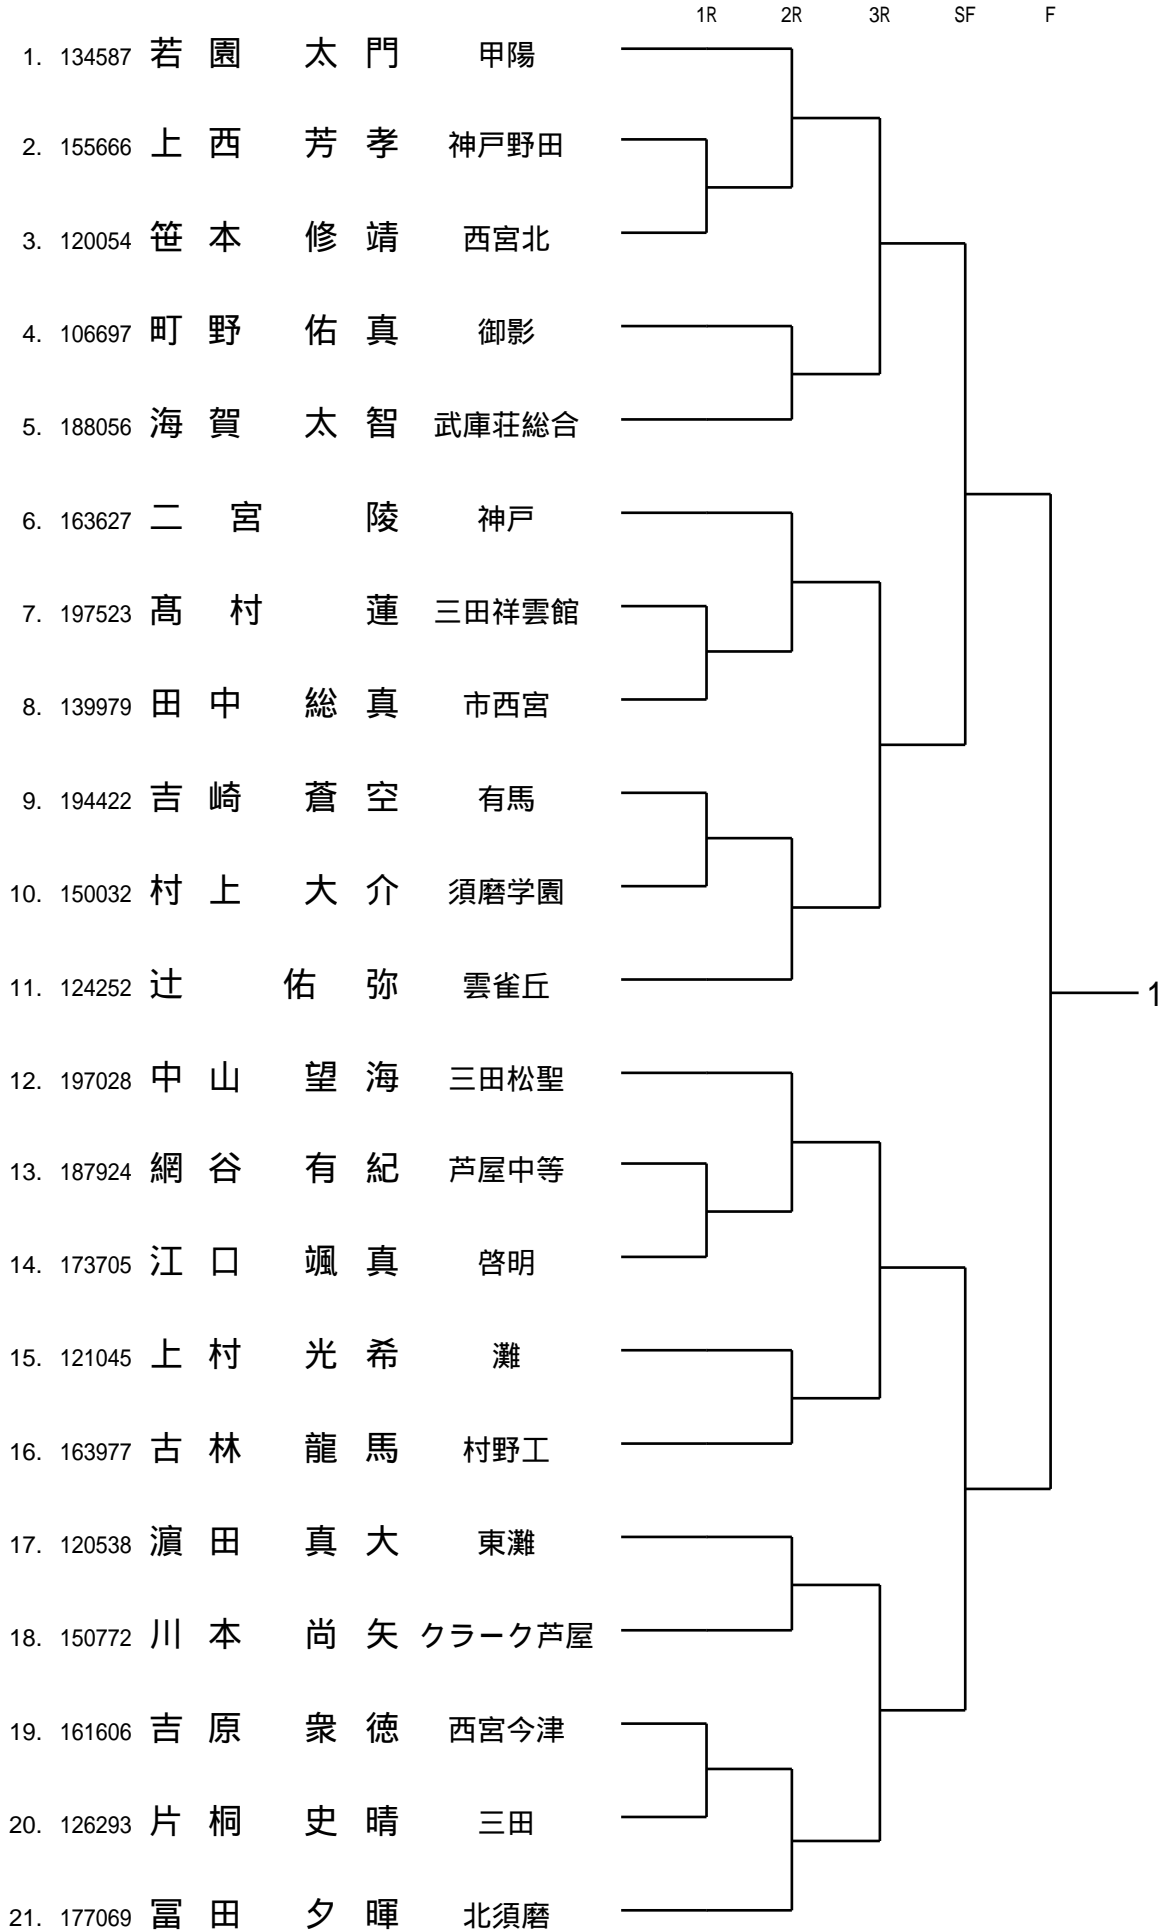 1R 2R 3R SF F
1. 134587 若園 太門 甲陽
2. 155666 上西 芳孝 神戸野田
3. 120054 笹本 修靖 西宮北
4. 106697 町野 佑真 御影
5. 188056 海賀 太智 武庫荘総合
6. 163627 二宮 陵 神戸
7. 197523 髙村 蓮 三田祥雲館
8. 139979 田中 総真 市西宮
9. 194422 吉崎 蒼空 有馬
10. 150032 村上 大介 須磨学園
11. 124252 辻 佑弥 雲雀丘
1
12. 197028 中山 望海 三田松聖
13. 187924 網谷 有紀 芦屋中等
14. 173705 江口 颯真 啓明
15. 121045 上村 光希 灘
16. 163977 古林 龍馬 村野工
17. 120538 濵田 真大 東灘
18. 150772 川本 尚矢 クラーク芦屋
19. 161606 吉原 衆徳 西宮今津
20. 126293 片桐 史晴 三田
21. 177069 冨田 夕暉 北須磨